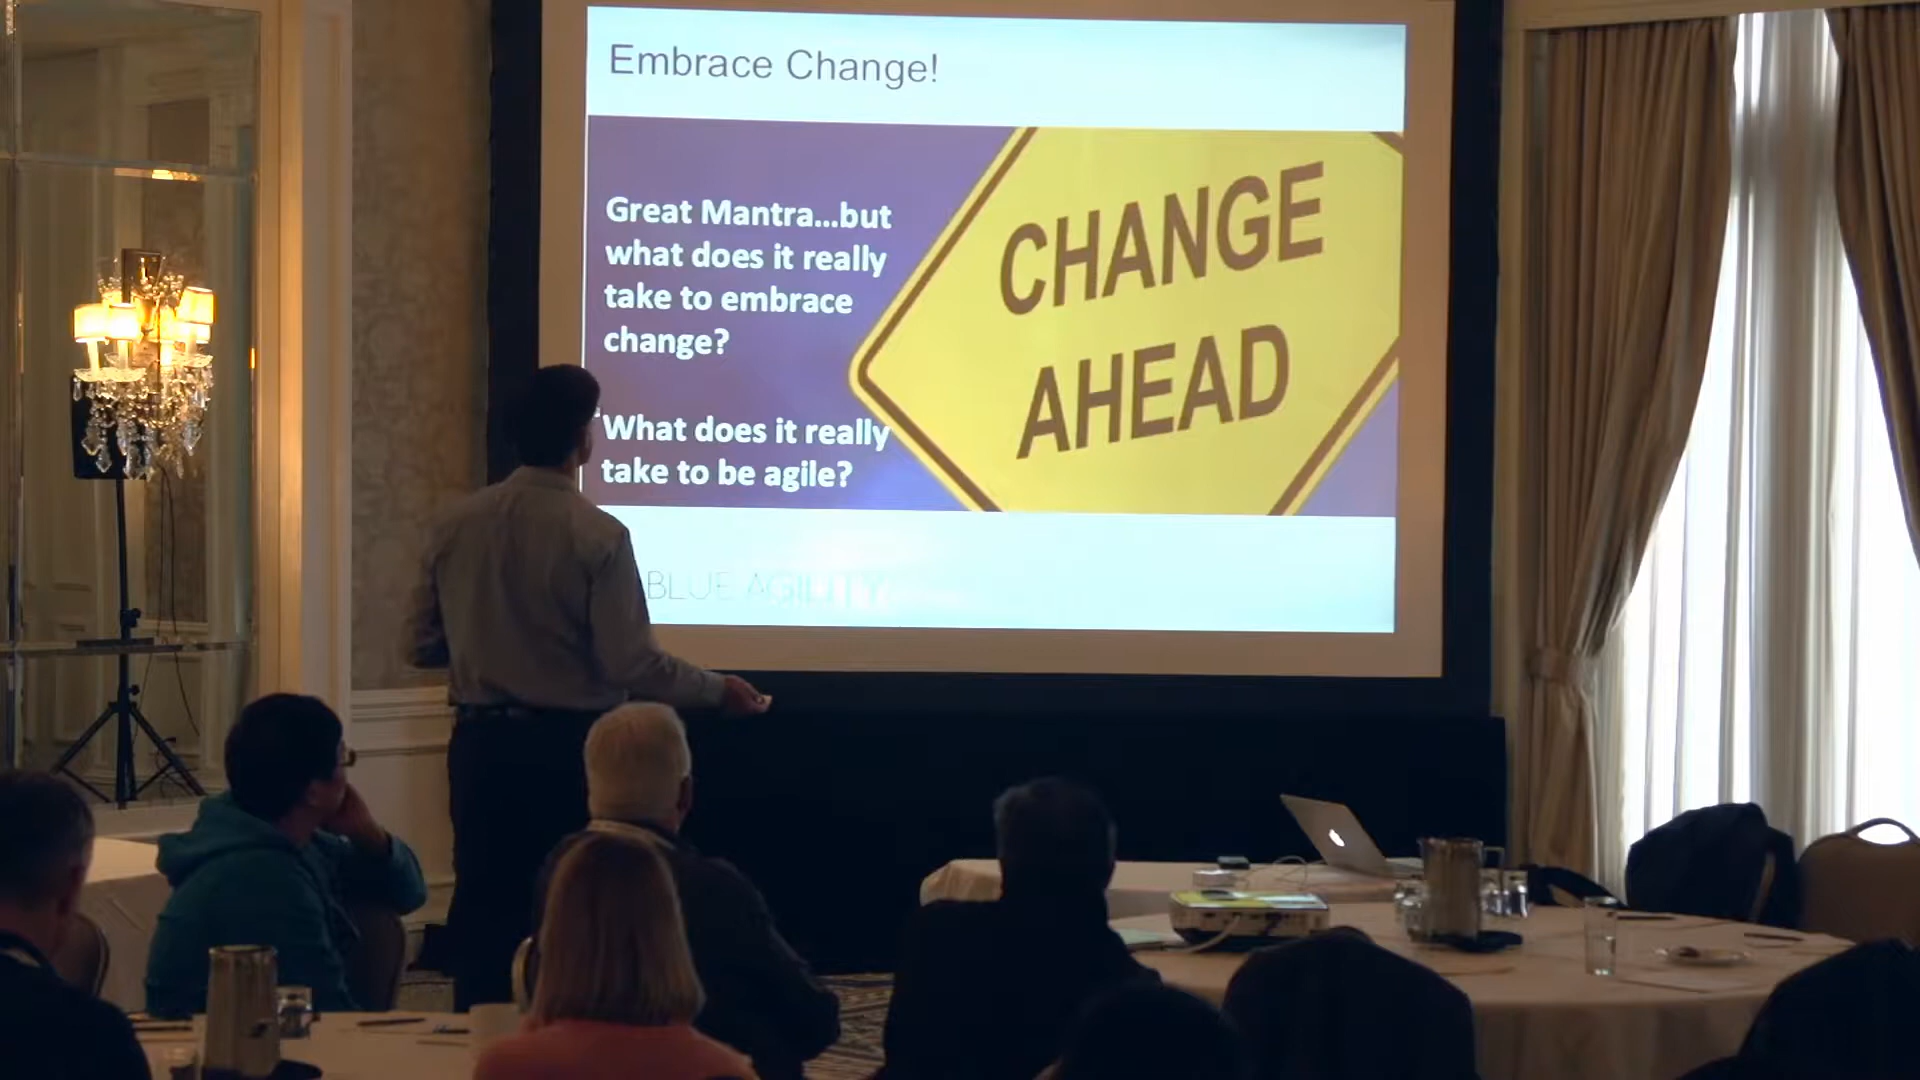 Embrace Change!
Great Mantra...but
what does it really
take to embrace
change?
What does it really
take to be agile?
CHANGE
AHEAD
BLUE AGILITY